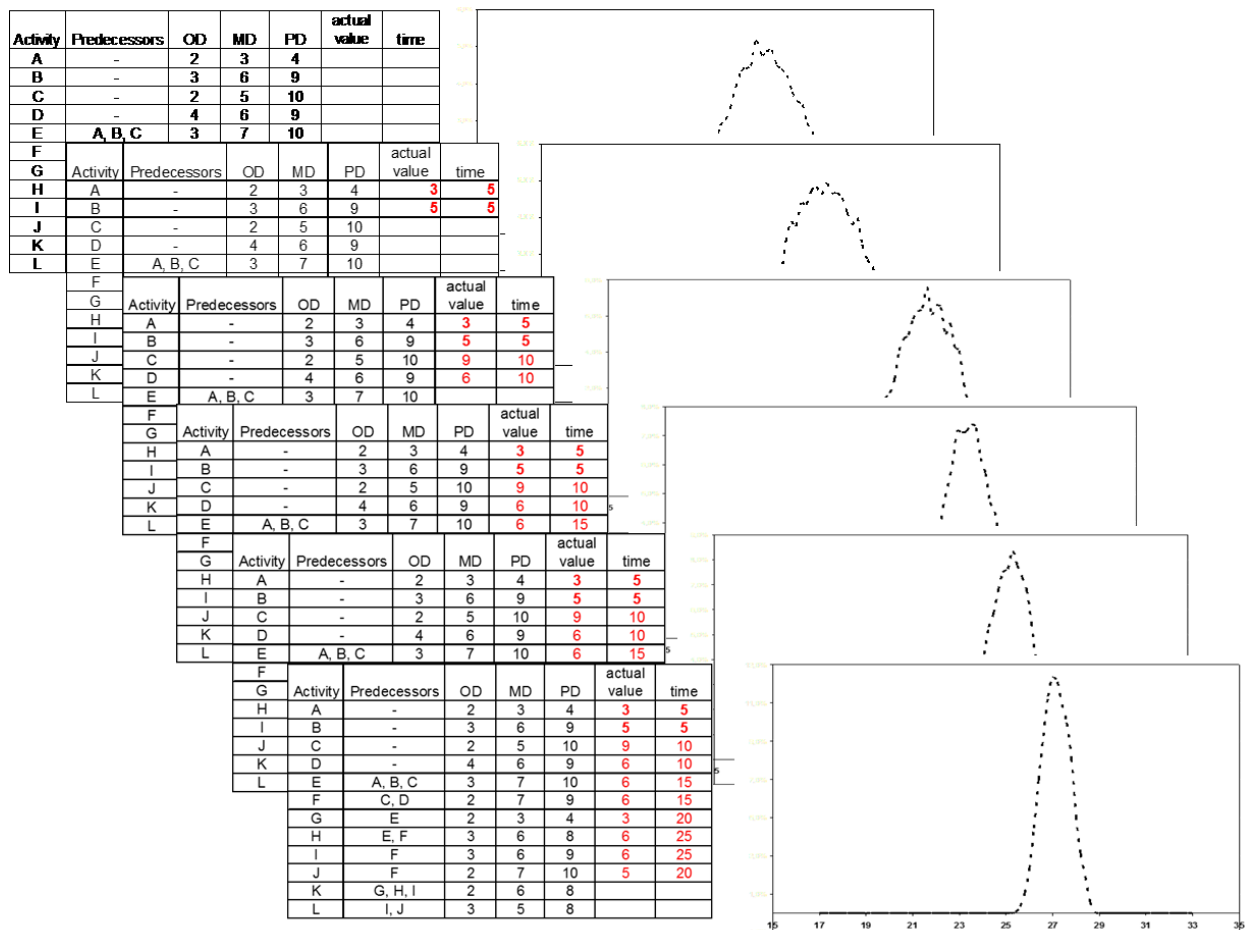 Activity Predecessors OD MD PD actual value time
A - 2 3 4
B - 3 6 9
C - 2 5 10
D - 4 6 9
E A, B, C 3 7 10
F
G
H
I
J
K
L
Activity Predecessors OD MD PD actual value time
A - 2 3 4 3 5
B - 3 6 9 5 5
C - 2 5 10
D - 4 6 9
E A, B, C 3 7 10
F
G
H
I
J
K
L
Activity Predecessors OD MD PD actual value time
A - 2 3 4 3 5
B - 3 6 9 5 5
C - 2 5 10 9 10
D - 4 6 9 6 10
E A, B, C 3 7 10
F
G
H
I
J
K
L
Activity Predecessors OD MD PD actual value time
A - 2 3 4 3 5
B - 3 6 9 5 5
C - 2 5 10 9 10
D - 4 6 9 6 10
E A, B, C 3 7 10 6 15
F
G
H
I
J
K
L
Activity Predecessors OD MD PD actual value time
A - 2 3 4 3 5
B - 3 6 9 5 5
C - 2 5 10 9 10
D - 4 6 9 6 10
E A, B, C 3 7 10 6 15
F
G
H
I
J
K
L
Activity Predecessors OD MD PD actual value time
A - 2 3 4 3 5
B - 3 6 9 5 5
C - 2 5 10 9 10
D - 4 6 9 6 10
E A, B, C 3 7 10 6 15
F C, D 2 7 9 6 15
G E 2 3 4 3 20
H E, F 3 6 8 6 25
I F 3 6 9 6 25
J F 2 7 10 5 20
K G, H, I 2 6 8
L I, J 3 5 8
15 17 19 21 23 25 27 29 31 33 35